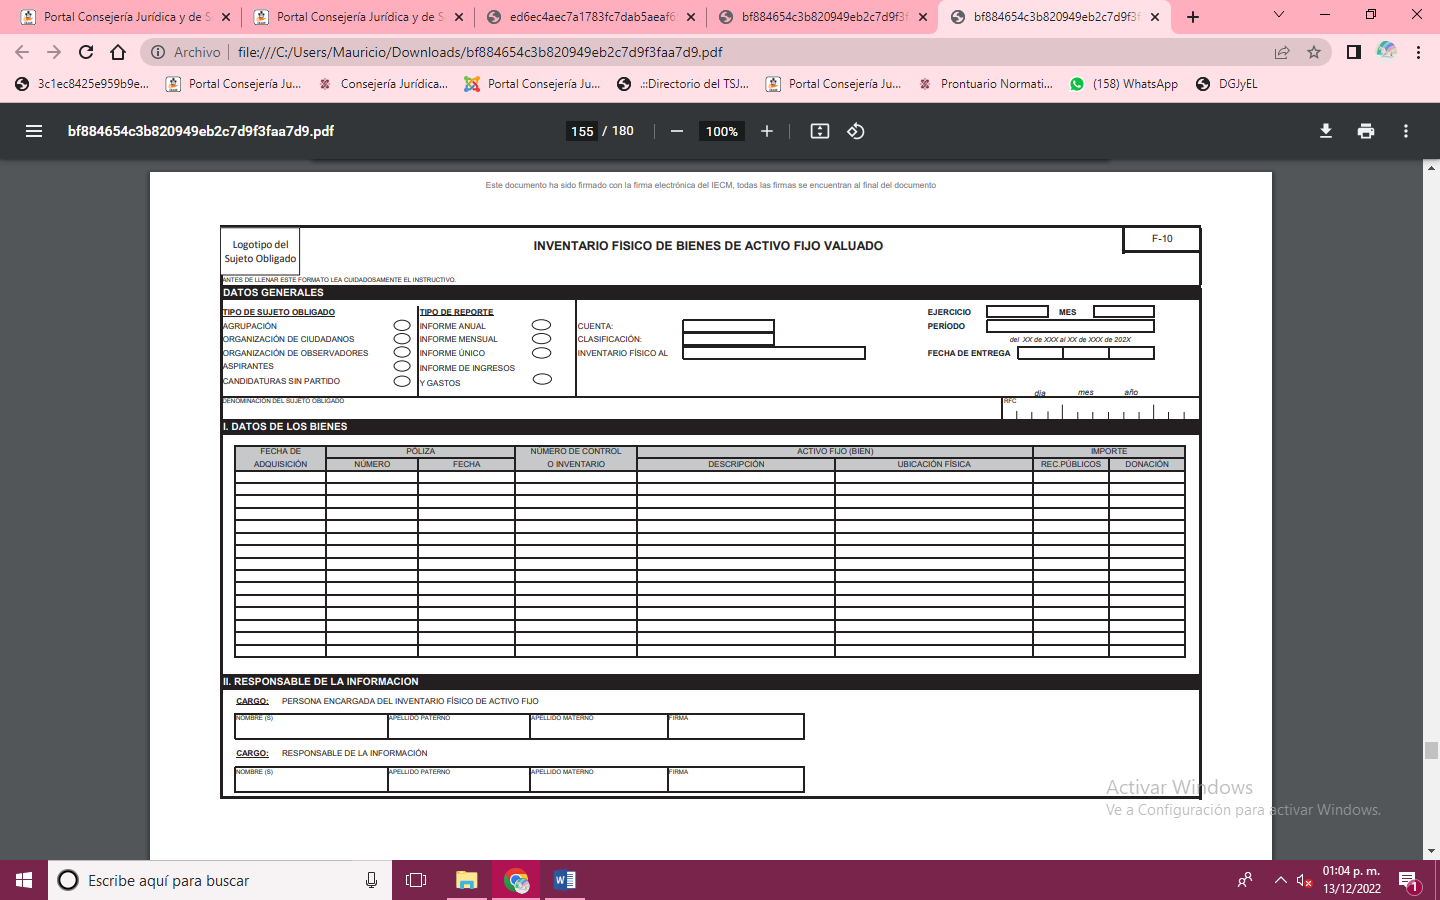 Portal Consejería Jurídica y de S
Portal Consejería Jurídica y de S
ed6ec4aec7a1783fc7dab5aeaf6
bf884654c3b820949eb2c7d9f3f
bf884654c3b820949eb2c7d9f3f
Archivo
file:///C:/Users/Mauricio/Downloads/bf884654c3b820949eb2c7d9f3faa7d9.pdf
3c1ec8425e959b9e...
Portal Consejería Ju...
Consejería Jurídica...
Portal Consejería Ju...
.::Directorio del TSJ...
Portal Consejería Ju...
Prontuario Normati...
(158) WhatsApp
DGJyEL
bf884654c3b820949eb2c7d9f3faa7d9.pdf
155 / 180
100%
Este documento ha sido firmado con la firma electrónica del IECM, todas las firmas se encuentran al final del documento
Logotipo del
Sujeto Obligado
INVENTARIO FISICO DE BIENES DE ACTIVO FIJO VALUADO
F-10
ANTES DE LLENAR ESTE FORMATO LEA CUIDADOSAMENTE EL INSTRUCTIVO.
DATOS GENERALES
TIPO DE SUJETO OBLIGADO
AGRUPACIÓN
ORGANIZACIÓN DE CIUDADANOS
ORGANIZACIÓN DE OBSERVADORES
ASPIRANTES
CANDIDATURAS SIN PARTIDO
TIPO DE REPORTE
INFORME ANUAL
INFORME MENSUAL
INFORME ÚNICO
INFORME DE INGRESOS
Y GASTOS
CUENTA:
CLASIFICACIÓN:
INVENTARIO FÍSICO AL
EJERCICIO
MES
PERÍODO
del XX de XXX al XX de XXX de 202X
FECHA DE ENTREGA
día mes año
DENOMINACIÓN DEL SUJETO OBLIGADO
RFC
I. DATOS DE LOS BIENES
FECHA DE
ADQUISICIÓN
PÓLIZA
NÚMERO
FECHA
NÚMERO DE CONTROL
O INVENTARIO
ACTIVO FIJO (BIEN)
DESCRIPCIÓN
UBICACIÓN FÍSICA
IMPORTE
REC.PÚBLICOS
DONACIÓN
II. RESPONSABLE DE LA INFORMACION
CARGO: PERSONA ENCARGADA DEL INVENTARIO FÍSICO DE ACTIVO FIJO
NOMBRE (S) APELLIDO PATERNO APELLIDO MATERNO FIRMA
CARGO: RESPONSABLE DE LA INFORMACIÓN
NOMBRE (S) APELLIDO PATERNO APELLIDO MATERNO FIRMA
Activar Windows
Ve a Configuración para activar Windows.
Escribe aquí para buscar
01:04 p. m.
13/12/2022
1